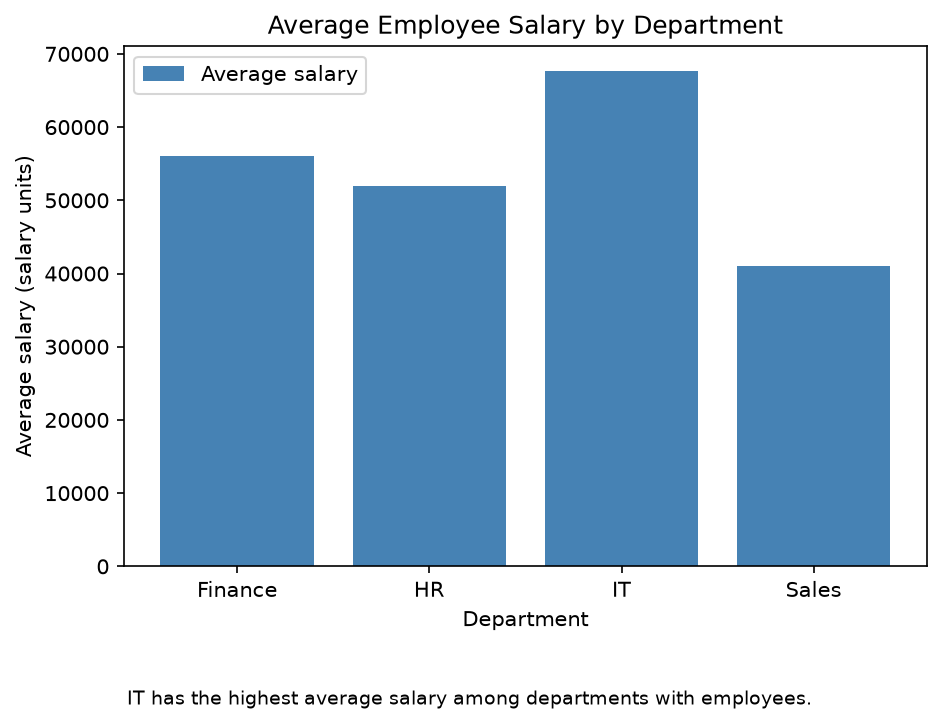 Average Employee Salary by Department
Average salary
Average salary (salary units)
70000
60000
50000
40000
30000
20000
10000
0
Finance
HR
IT
Sales
Department
IT has the highest average salary among departments with employees.